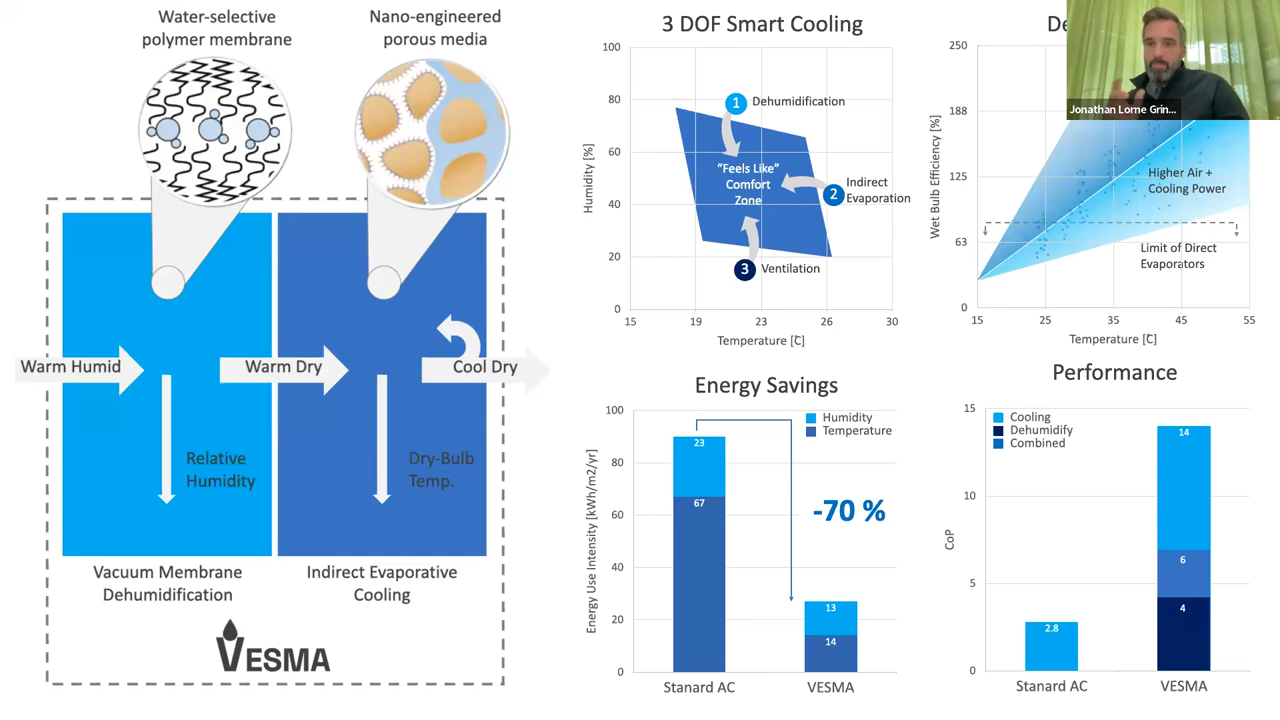 Water-selective
polymer membrane
Nano-engineered
porous media
Warm Humid
Warm Dry
Cool Dry
Relative
Humidity
Dry-Bulb
Temp.
Vacuum Membrane
Dehumidification
Indirect Evaporative
Cooling
VESMA
3 DOF Smart Cooling
100
80
60
40
20
0
Humidity [%]
1
Dehumidification
"Feels Like"
Comfort
Zone
2
Indirect
Evaporation
3
Ventilation
15
19
23
26
30
Temperature [C]
Jonathan Lorne Grin...
250
188
125
63
0
Wet Bulb Efficiency [%]
Higher Air +
Cooling Power
Limit of Direct
Evaporators
15
25
35
45
55
Temperature [C]
Energy Savings
100
80
60
40
20
0
Energy Use Intensity [kWh/m2/yr]
Humidity
Temperature
23
67
-70 %
13
14
Stanard AC
VESMA
Performance
15
10
5
0
CoP
Cooling
Dehumidify
Combined
2.8
14
6
4
Stanard AC
VESMA